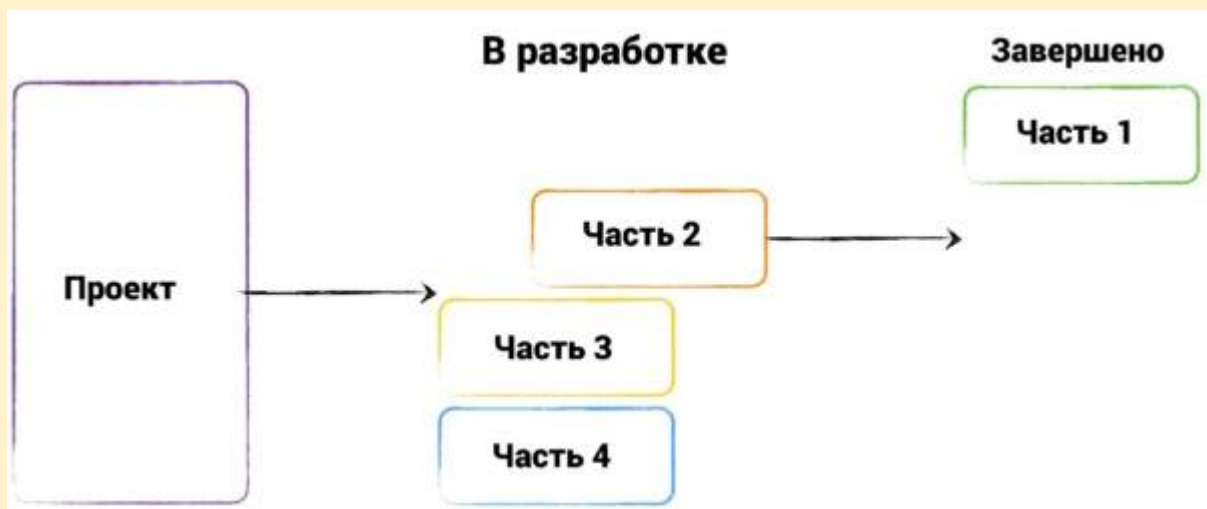 В разработке
Завершено
Часть 1
Часть 2
Проект
Часть 3
Часть 4